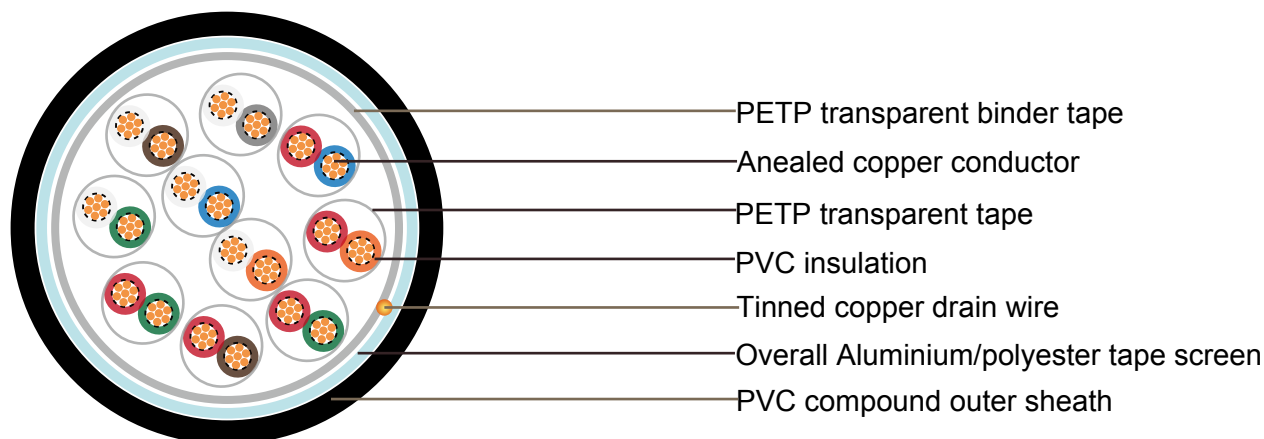 PETP transparent binder tape
Anealed copper conductor
PETP transparent tape
PVC insulation
Tinned copper drain wire
Overall Aluminium/polyester tape screen
PVC compound outer sheath